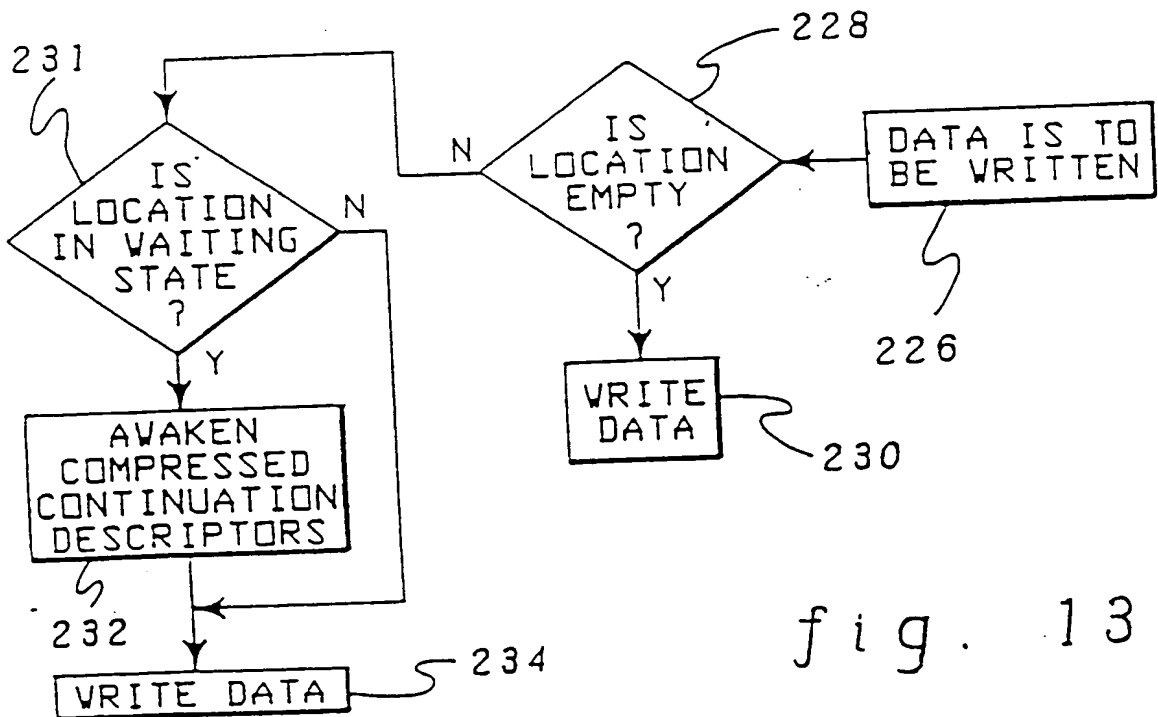 226
DATA IS TO
BE WRITTEN
228
IS
LOCATION
EMPTY
?
N
Y
WRITE
DATA
230
231
IS
LOCATION
IN WAITING
STATE
?
N
Y
AWAKEN
COMPRESSED
CONTINUATION
DESCRIPTORS
232
WRITE DATA
234
fig. 13